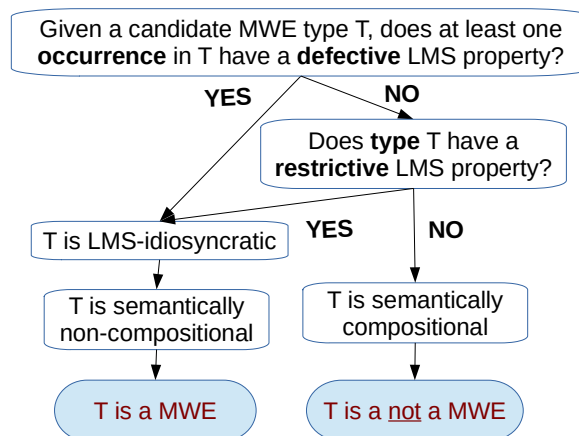 Given a candidate MWE type T, does at least one
occurrence in T have a defective LMS property?
YES
NO
Does type T have a
restrictive LMS property?
T is LMS-idiosyncratic
YES
NO
T is semantically
non-compositional
T is semantically
compositional
T is a MWE
T is a not a MWE